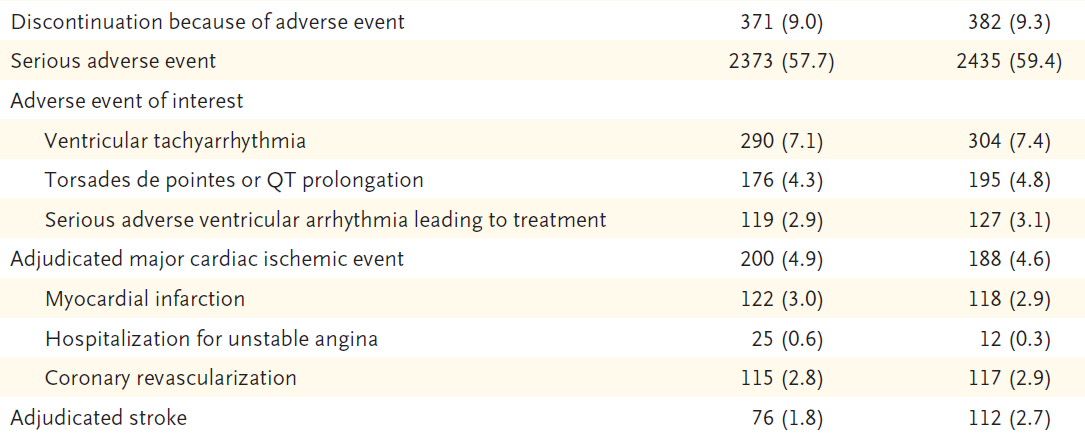 Discontinuation because of adverse event 371 (9.0) 382 (9.3)
Serious adverse event 2373 (57.7) 2435 (59.4)
Adverse event of interest
Ventricular tachyarrhythmia 290 (7.1) 304 (7.4)
Torsades de pointes or QT prolongation 176 (4.3) 195 (4.8)
Serious adverse ventricular arrhythmia leading to treatment 119 (2.9) 127 (3.1)
Adjudicated major cardiac ischemic event 200 (4.9) 188 (4.6)
Myocardial infarction 122 (3.0) 118 (2.9)
Hospitalization for unstable angina 25 (0.6) 12 (0.3)
Coronary revascularization 115 (2.8) 117 (2.9)
Adjudicated stroke 76 (1.8) 112 (2.7)